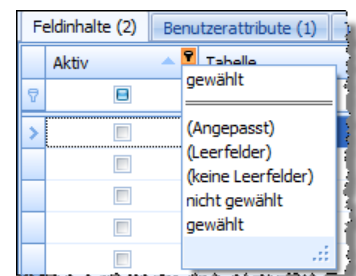 Feldinhalte (2) Benutzerattribute (1)
Aktiv Tabelle
gewählt
(Angepasst)
(Leerfelder)
(keine Leerfelder)
nicht gewählt
gewählt